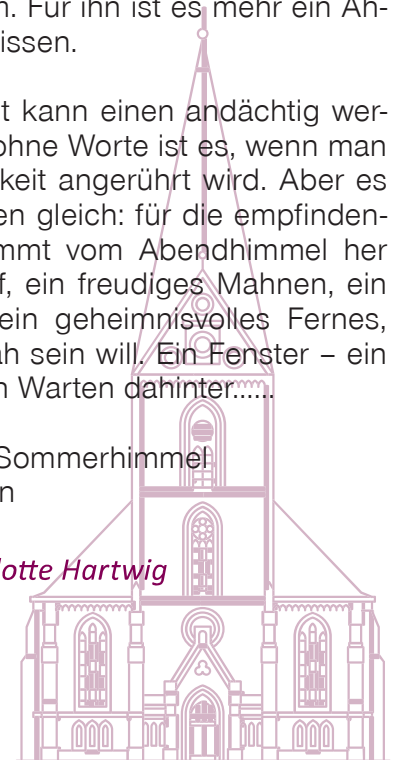 n. Für ihn ist es mehr ein Ah-
issen.
t kann einen andächtig wer-
ohne Worte ist es, wenn man
keit angerührt wird. Aber es
en gleich: für die empfinden-
mmt vom Abendhimmel her
f, ein freudiges Mahnen, ein
ein geheimnisvolles Fernes,
ah sein will. Ein Fenster – ein
n Warten dahinter......
Sommerhimmel
n
lotte Hartwig